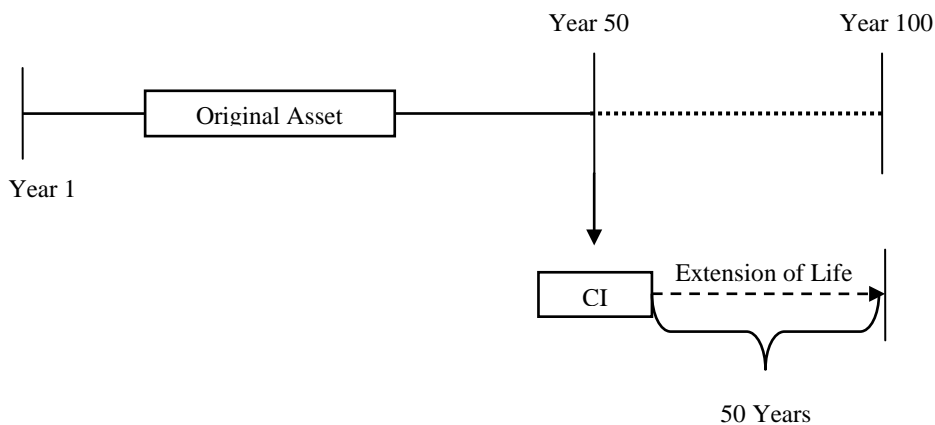 Year 50
Year 100
Original Asset
Year 1
Extension of Life
CI
50 Years